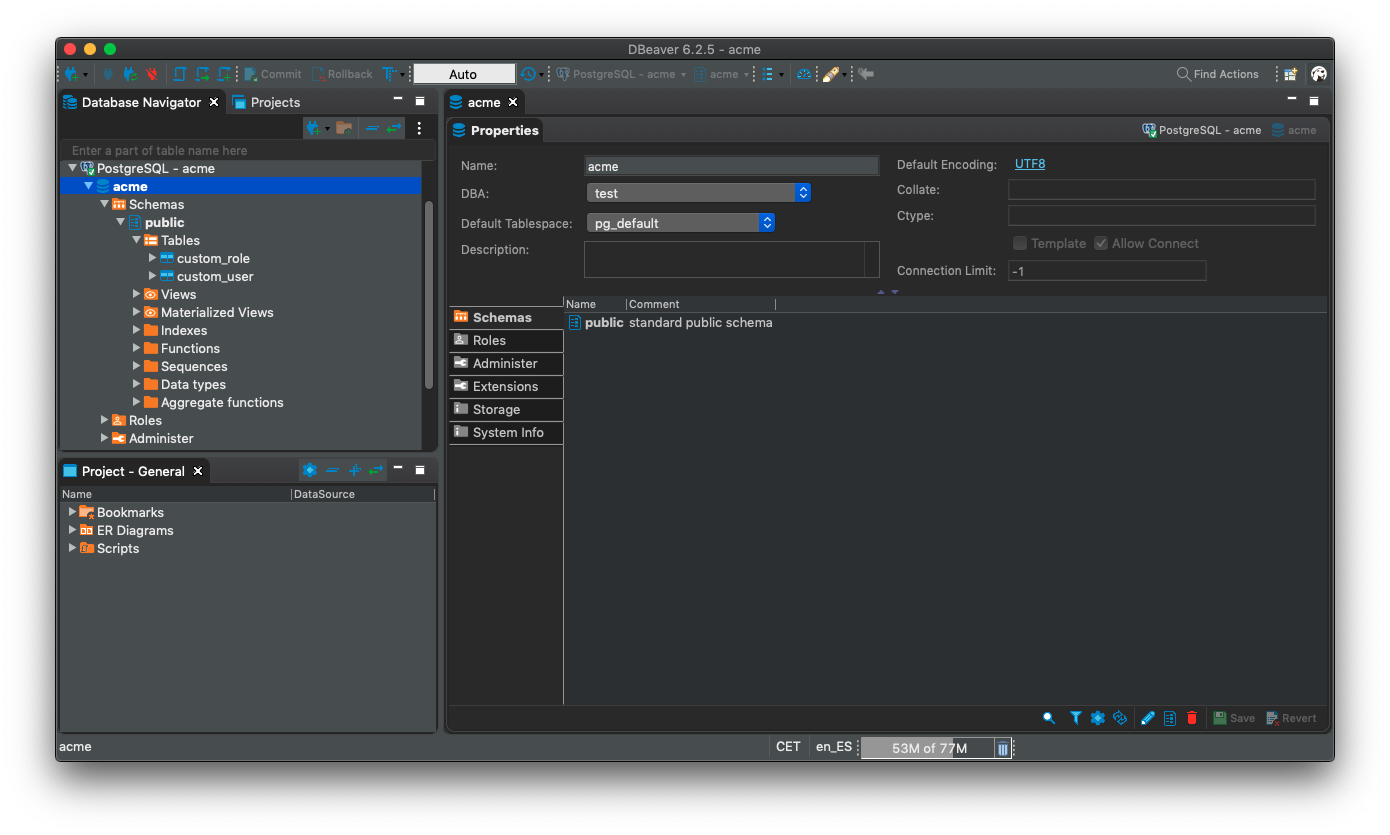 DBeaver 6.2.5 - acme
Commit Rollback Auto PostgreSQL - acme acme Find Actions
Database Navigator Projects
Enter a part of table name here
PostgreSQL - acme
acme
Schemas
public
Tables
custom_role
custom_user
Views
Materialized Views
Indexes
Functions
Sequences
Data types
Aggregate functions
Roles
Administer
Project - General
Name DataSource
Bookmarks
ER Diagrams
Scripts
acme
Properties PostgreSQL - acme acme
Name: acme
DBA: test
Default Tablespace: pg_default
Description:
Default Encoding: UTF8
Collate:
Ctype:
Template Allow Connect
Connection Limit: -1
Schemas
Roles
Administer
Extensions
Storage
System Info
Name Comment
public standard public schema
Save Revert
acme CET en_ES 53M of 77M